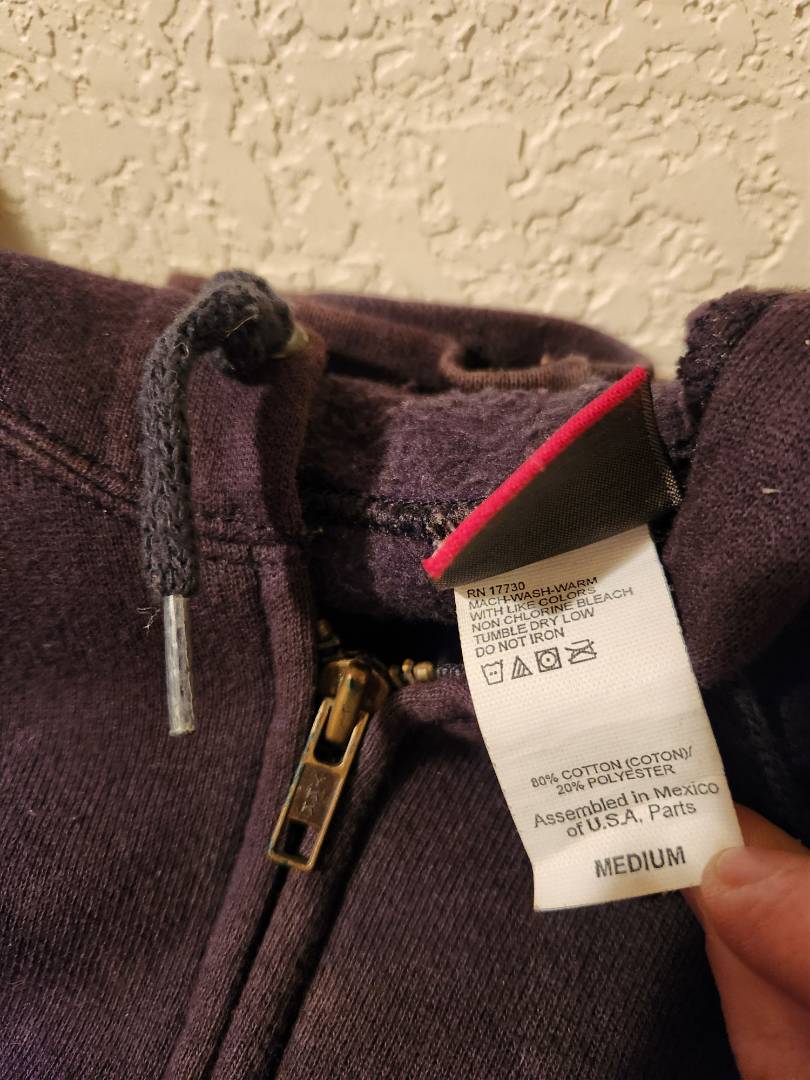 RN 17730
MACH-WASH-WARM
WITH LIKE COLORS
NON CHLORINE BLEACH
TUMBLE DRY LOW
DO NOT IRON
80% COTTON (COTON)/
20% POLYESTER
Assembled in Mexico
of U.S.A, Parts
MEDIUM